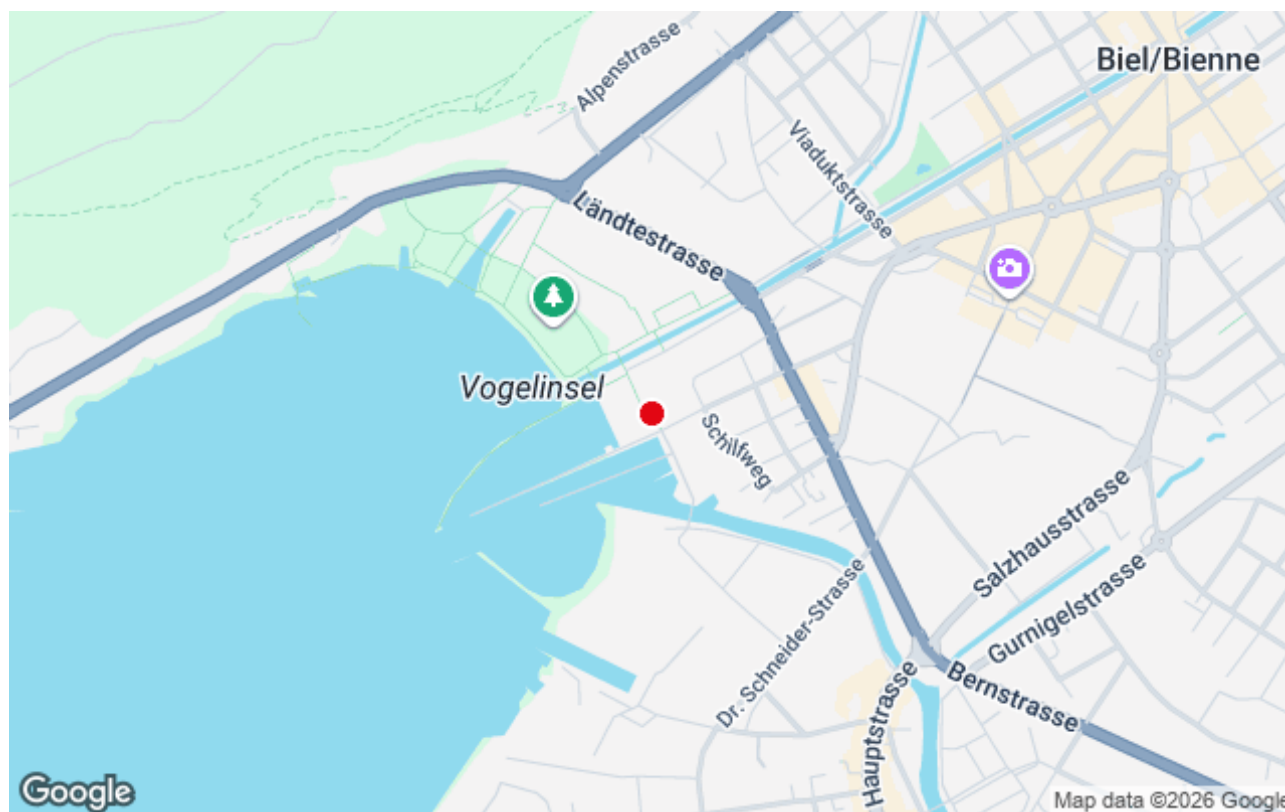 Biel/Bienne
Alpenstrasse
Viaduktstrasse
Ländtestrasse
Vogelinsel
Schilfweg
Salzhausstrasse
Gurnigelstrasse
Dr. Schneider-Strasse
Hauptstrasse
Bernstrasse
Google
Map data ©2026 Google